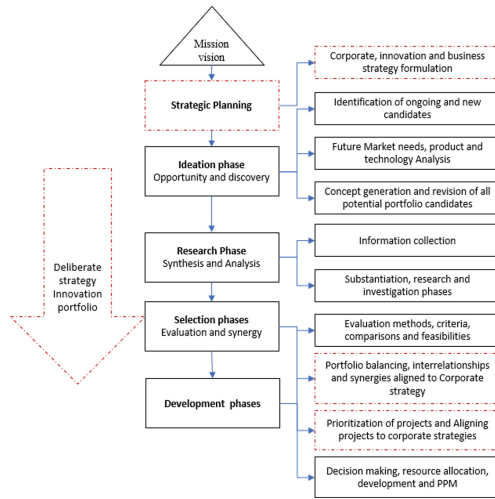 Mission
vision
Corporate, innovation and business
strategy formulation
Strategic Planning
Identification of ongoing and new
candidates
Ideation phase
Opportunity and discovery
Future Market needs, product and
technology Analysis
Concept generation and revision of all
potential portfolio candidates
Research Phase
Synthesis and Analysis
Information collection
Deliberate
strategy
Innovation
portfolio
Substantiation, research and
investigation phases
Selection phases
Evaluation and synergy
Evaluation methods, criteria,
comparisons and feasibilities
Portfolio balancing, interrelationships
and synergies aligned to Corporate
strategy
Development phases
Prioritization of projects and Aligning
projects to corporate strategies
Decision making, resource allocation,
development and PPM